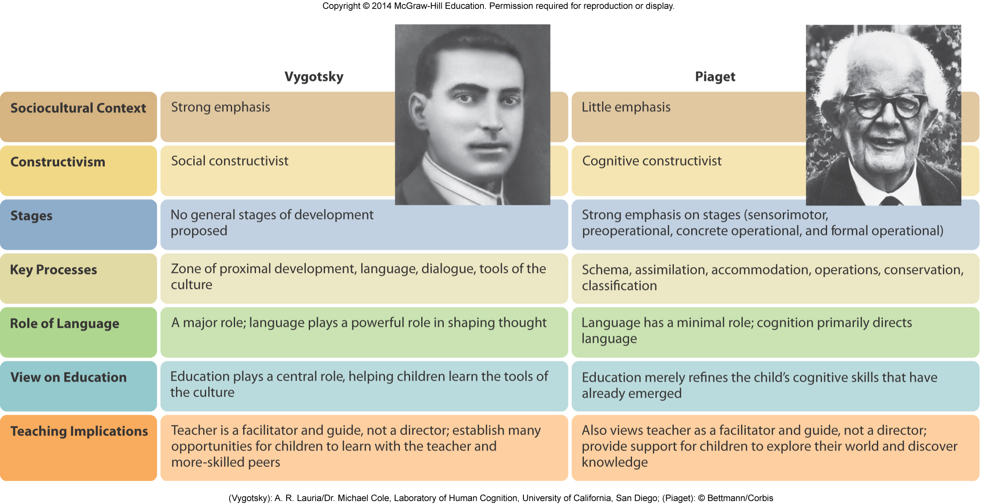 Copyright © 2014 McGraw-Hill Education. Permission required for reproduction or display.
Vygotsky
Piaget
Sociocultural Context
Strong emphasis
Little emphasis
Constructivism
Social constructivist
Cognitive constructivist
Stages
No general stages of development
proposed
Strong emphasis on stages (sensorimotor,
preoperational, concrete operational, and formal operational)
Key Processes
Zone of proximal development, language, dialogue, tools of the
culture
Schema, assimilation, accommodation, operations, conservation,
classification
Role of Language
A major role; language plays a powerful role in shaping thought
Language has a minimal role; cognition primarily directs
language
View on Education
Education plays a central role, helping children learn the tools of
the culture
Education merely refines the child’s cognitive skills that have
already emerged
Teaching Implications
Teacher is a facilitator and guide, not a director; establish many
opportunities for children to learn with the teacher and
more-skilled peers
Also views teacher as a facilitator and guide, not a director;
provide support for children to explore their world and discover
knowledge
(Vygotsky): A. R. Lauria/Dr. Michael Cole, Laboratory of Human Cognition, University of California, San Diego; (Piaget): © Bettmann/Corbis